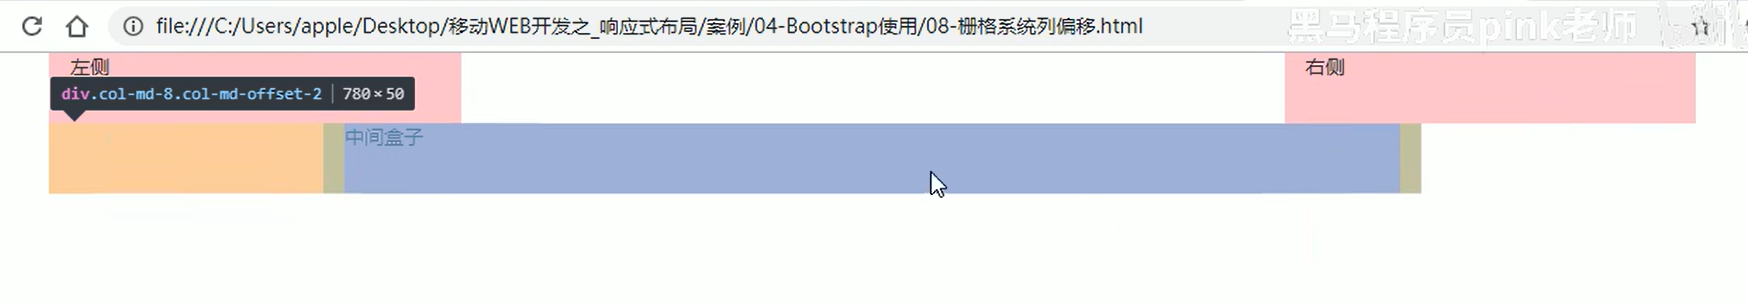 file:///C:/Users/apple/Desktop/移动WEB开发之_响应式布局/案例/04-Bootstrap使用/08-栅格系统列偏移.html
黑马程序员pink老师
左侧
右侧
div.col-md-8.col-md-offset-2 780×50
中间盒子